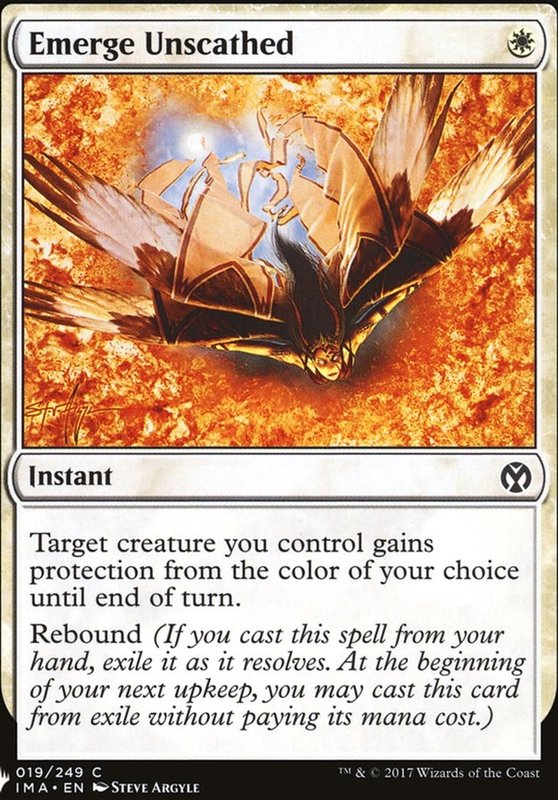 Emerge Unscathed
Instant
Target creature you control gains
protection from the color of your choice
until end of turn.
Rebound (If you cast this spell from your
hand, exile it as it resolves. At the beginning
of your next upkeep, you may cast this card
from exile without paying its mana cost.)
019/249 C
IMA • EN STEVE ARGYLE
™ & © 2017 Wizards of the Coast